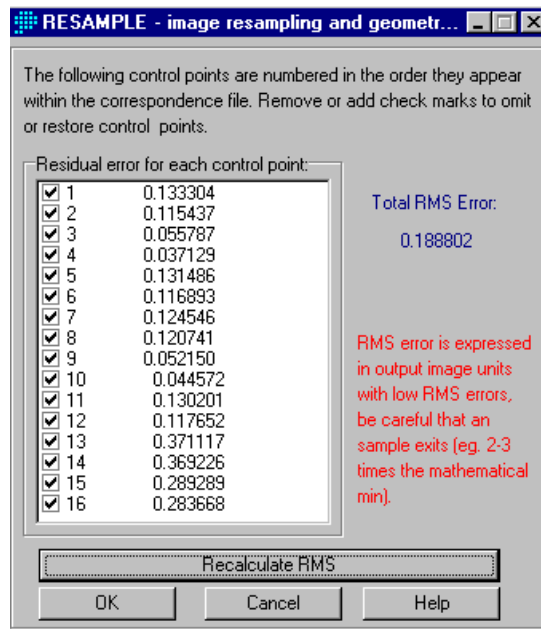 RESAMPLE - image resampling and geometr...
The following control points are numbered in the order they appear
within the correspondence file. Remove or add check marks to omit
or restore control points.
Residual error for each control point:
1 0.133304
2 0.115437
3 0.055787
4 0.037129
5 0.131486
6 0.116893
7 0.124546
8 0.120741
9 0.052150
10 0.044572
11 0.130201
12 0.117652
13 0.371117
14 0.369226
15 0.289289
16 0.283668
Total RMS Error:
0.188802
RMS error is expressed
in output image units
with low RMS errors,
be careful that an
sample exits (eg. 2-3
times the mathematical
min).
Recalculate RMS
OK
Cancel
Help